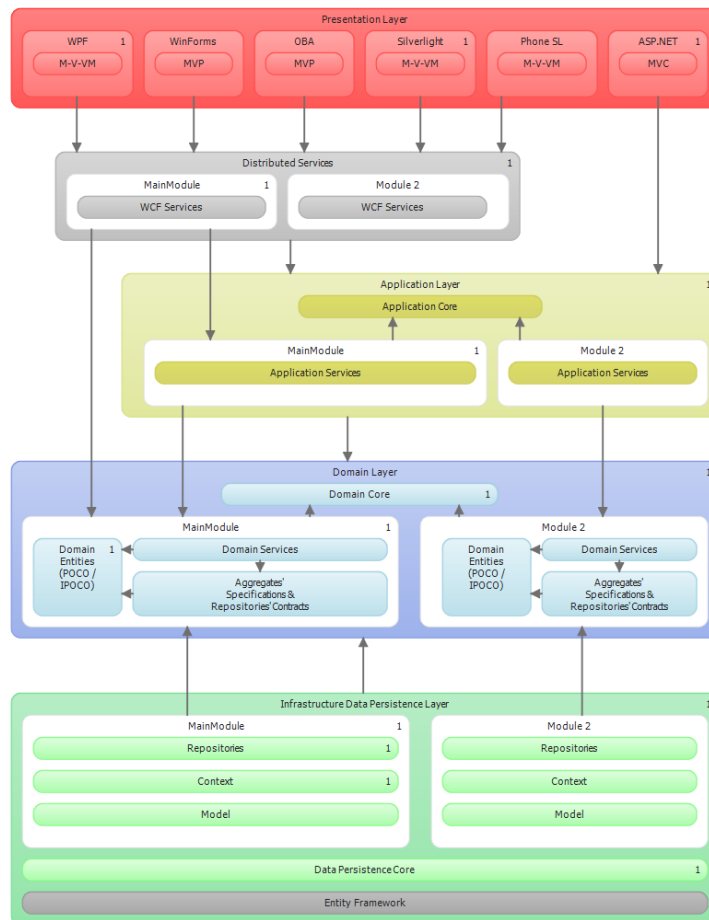 Presentation Layer
WPF 1
M-V-VM
WinForms
MVP
OBA
MVP
Silverlight 1
M-V-VM
Phone SL
M-V-VM
ASP.NET 1
MVC
Distributed Services 1
MainModule 1
WCF Services
Module 2
WCF Services
Application Layer 1
Application Core
MainModule 1
Application Services
Module 2
Application Services
Domain Layer 1
Domain Core 1
MainModule 1
Domain 1
Entities
(POCO /
IPOCO)
Domain Services
Aggregates'
Specifications &
Repositories' Contracts
Module 2
Domain
Entities
(POCO /
IPOCO)
Domain Services
Aggregates'
Specifications &
Repositories' Contracts
Infrastructure Data Persistence Layer 1
MainModule 1
Repositories 1
Context 1
Model
Module 2
Repositories
Context
Model
Data Persistence Core 1
Entity Framework